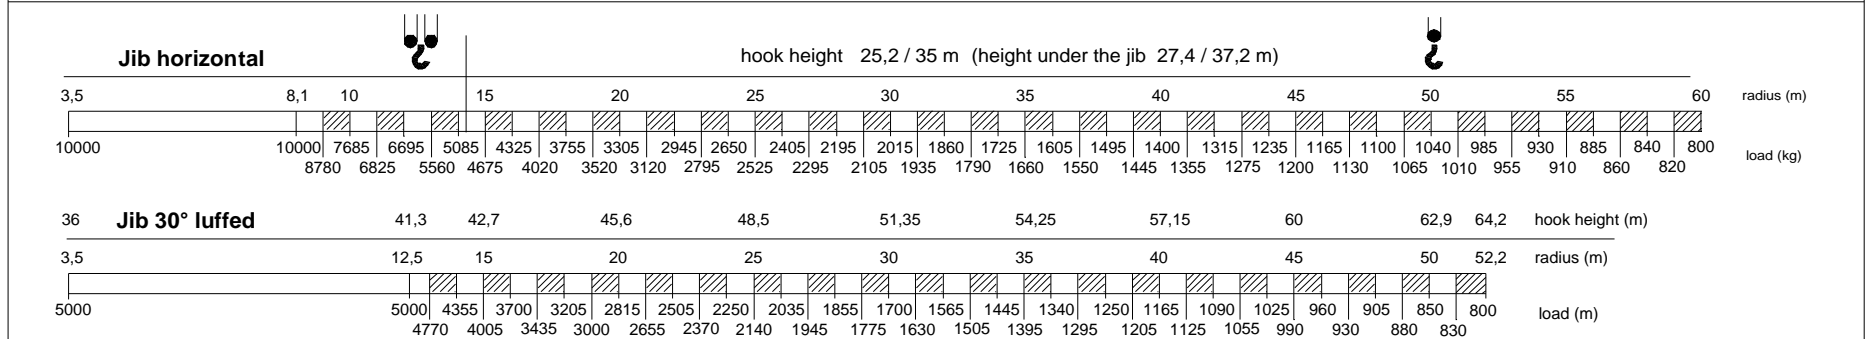 Jib horizontal hook height 25,2 / 35 m (height under the jib 27,4 / 37,2 m)
3,5 8,1 10 15 20 25 30 35 40 45 50 55 60 radius (m)
10000 10000 7685 6695 5085 4325 3755 3305 2945 2650 2405 2195 2015 1860 1725 1605 1495 1400 1315 1235 1165 1100 1040 985 930 885 840 800
load (kg)
8780 6825 5560 4675 4020 3520 3120 2795 2525 2295 2105 1935 1790 1660 1550 1445 1355 1275 1200 1130 1065 1010 955 910 860 820
36 Jib 30° luffed 41,3 42,7 45,6 48,5 51,35 54,25 57,15 60 62,9 64,2 hook height (m)
3,5 12,5 15 20 25 30 35 40 45 50 52,2 radius (m)
5000 5000 4355 3700 3205 2815 2505 2250 2035 1855 1700 1565 1445 1340 1250 1165 1090 1025 960 905 850 800 load (m)
4770 4005 3435 3000 2655 2370 2140 1945 1775 1630 1505 1395 1295 1205 1125 1055 990 930 880 830